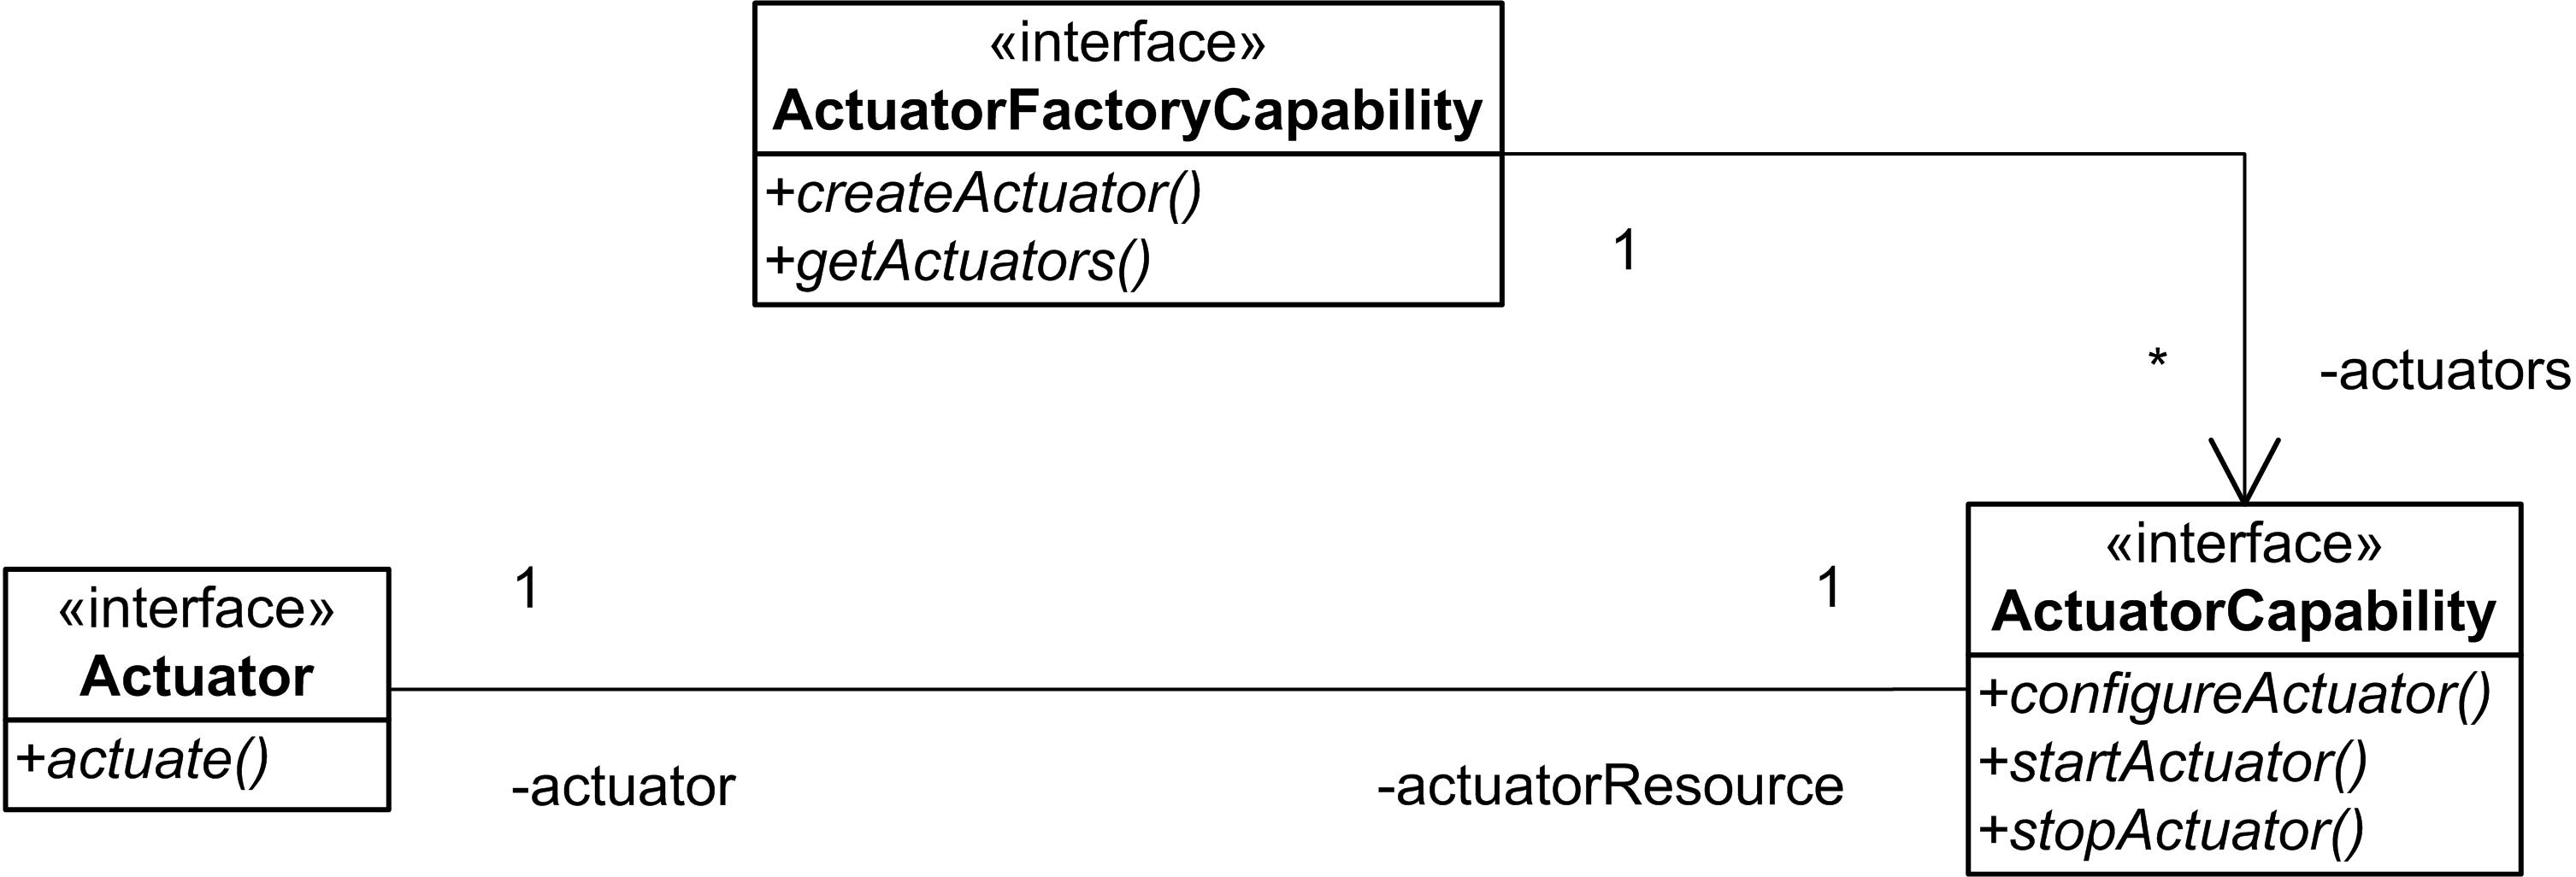 «interface»
ActuatorFactoryCapability
+createActuator()
+getActuators()
1
*
-actuators
«interface»
Actuator
+actuate()
1
-actuator
1
-actuatorResource
«interface»
ActuatorCapability
+configureActuator()
+startActuator()
+stopActuator()